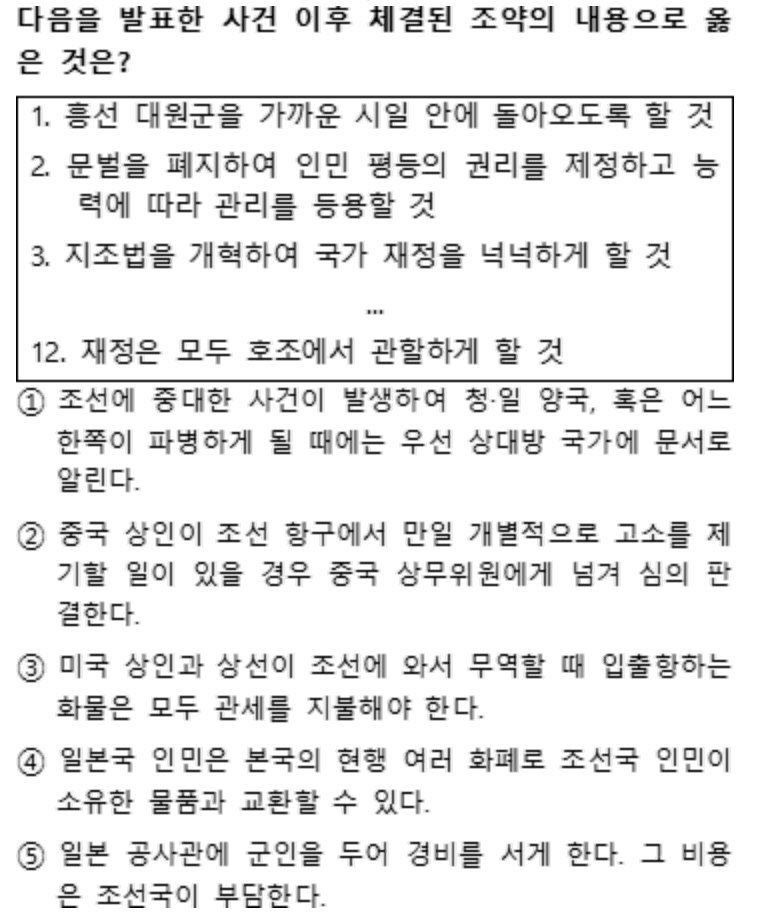 다음을 발표한 사건 이후 체결된 조약의 내용으로 옳
은 것은?
1. 흥선 대원군을 가까운 시일 안에 돌아오도록 할 것
2. 문벌을 폐지하여 인민 평등의 권리를 제정하고 능
력에 따라 관리를 등용할 것
3. 지조법을 개혁하여 국가 재정을 넉넉하게 할 것
...
12. 재정은 모두 호조에서 관할하게 할 것
① 조선에 중대한 사건이 발생하여 청·일 양국, 혹은 어느
한쪽이 파병하게 될 때에는 우선 상대방 국가에 문서로
알린다.
② 중국 상인이 조선 항구에서 만일 개별적으로 고소를 제
기할 일이 있을 경우 중국 상무위원에게 넘겨 심의 판
결한다.
③ 미국 상인과 상선이 조선에 와서 무역할 때 입출항하는
화물은 모두 관세를 지불해야 한다.
④ 일본국 인민은 본국의 현행 여러 화폐로 조선국 인민이
소유한 물품과 교환할 수 있다.
⑤ 일본 공사관에 군인을 두어 경비를 서게 한다. 그 비용
은 조선국이 부담한다.